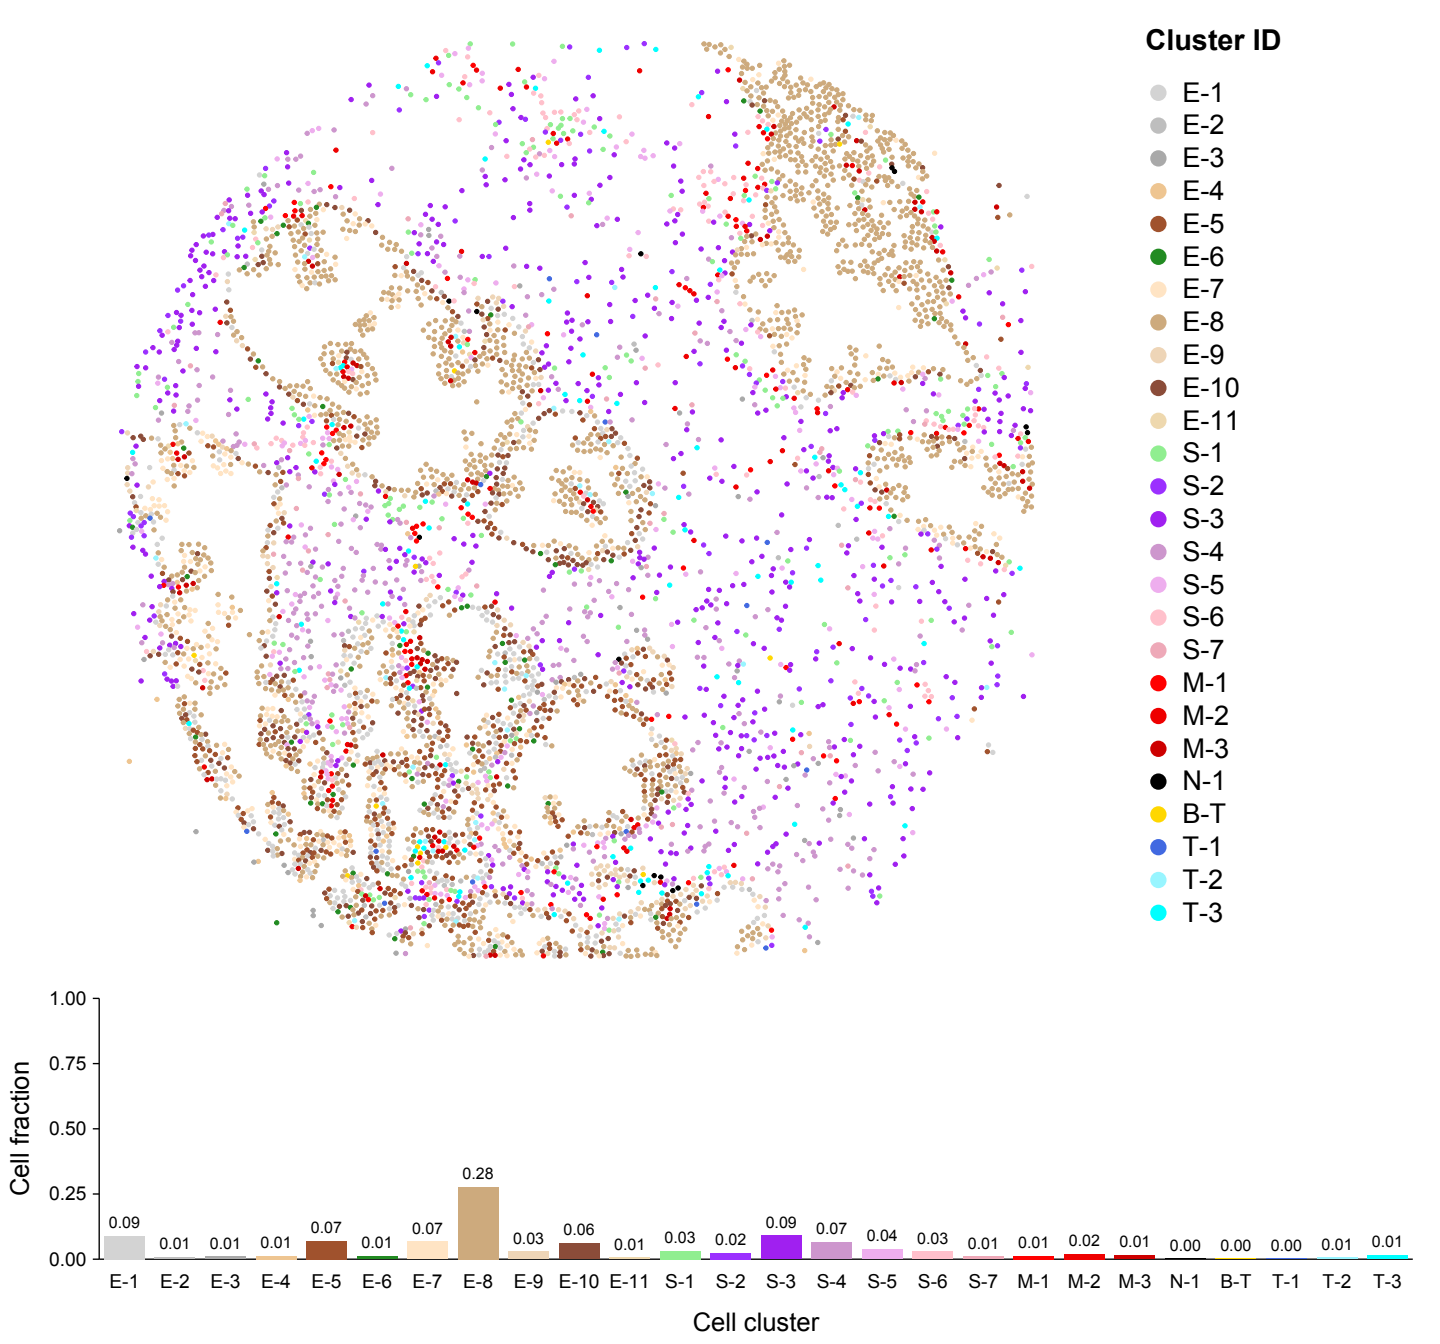 Cluster ID
E-1
E-2
E-3
E-4
E-5
E-6
E-7
E-8
E-9
E-10
E-11
S-1
S-2
S-3
S-4
S-5
S-6
S-7
M-1
M-2
M-3
N-1
B-T
T-1
T-2
T-3
Cell fraction
1.00
0.75
0.50
0.25
0.00
0.09 0.01 0.01 0.01 0.07 0.01 0.07 0.28 0.03 0.06 0.01 0.03 0.02 0.09 0.07 0.04 0.03 0.01 0.01 0.02 0.01 0.00 0.00 0.00 0.01 0.01
E-1 E-2 E-3 E-4 E-5 E-6 E-7 E-8 E-9 E-10 E-11 S-1 S-2 S-3 S-4 S-5 S-6 S-7 M-1 M-2 M-3 N-1 B-T T-1 T-2 T-3
Cell cluster